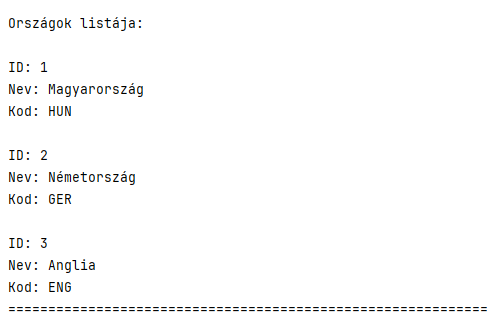 Országok listája:
ID: 1
Nev: Magyarország
Kod: HUN
ID: 2
Nev: Németország
Kod: GER
ID: 3
Nev: Anglia
Kod: ENG
============================================================